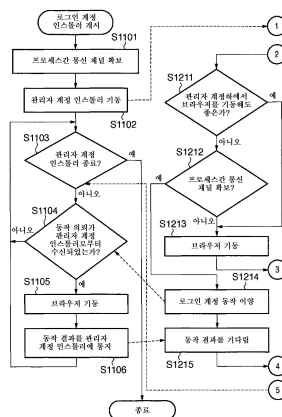 로그인 계정
인스톨러 개시
S1101
프로세스간 통신 채널 확보
관리자 계정 인스톨러 기동
S1102
S1103
관리자 계정
인스톨러 종료?
예
아니오
S1104
동작 의뢰가
관리자 계정
인스톨러로부터
수신되었는가?
아니오
예
S1105
브라우저 기동
동작 결과를 관리자
계정 인스톨러에 통지
S1106
종료
1
2
S1211
관리자 계정하에서
브라우저를 기동해도
좋은가?
예
아니오
S1212
프로세스간 통신
채널 확보?
예
아니오
S1213
브라우저 기동
3
S1214
로그인 계정 동작 이양
동작 결과를 기다림
S1215
4
5